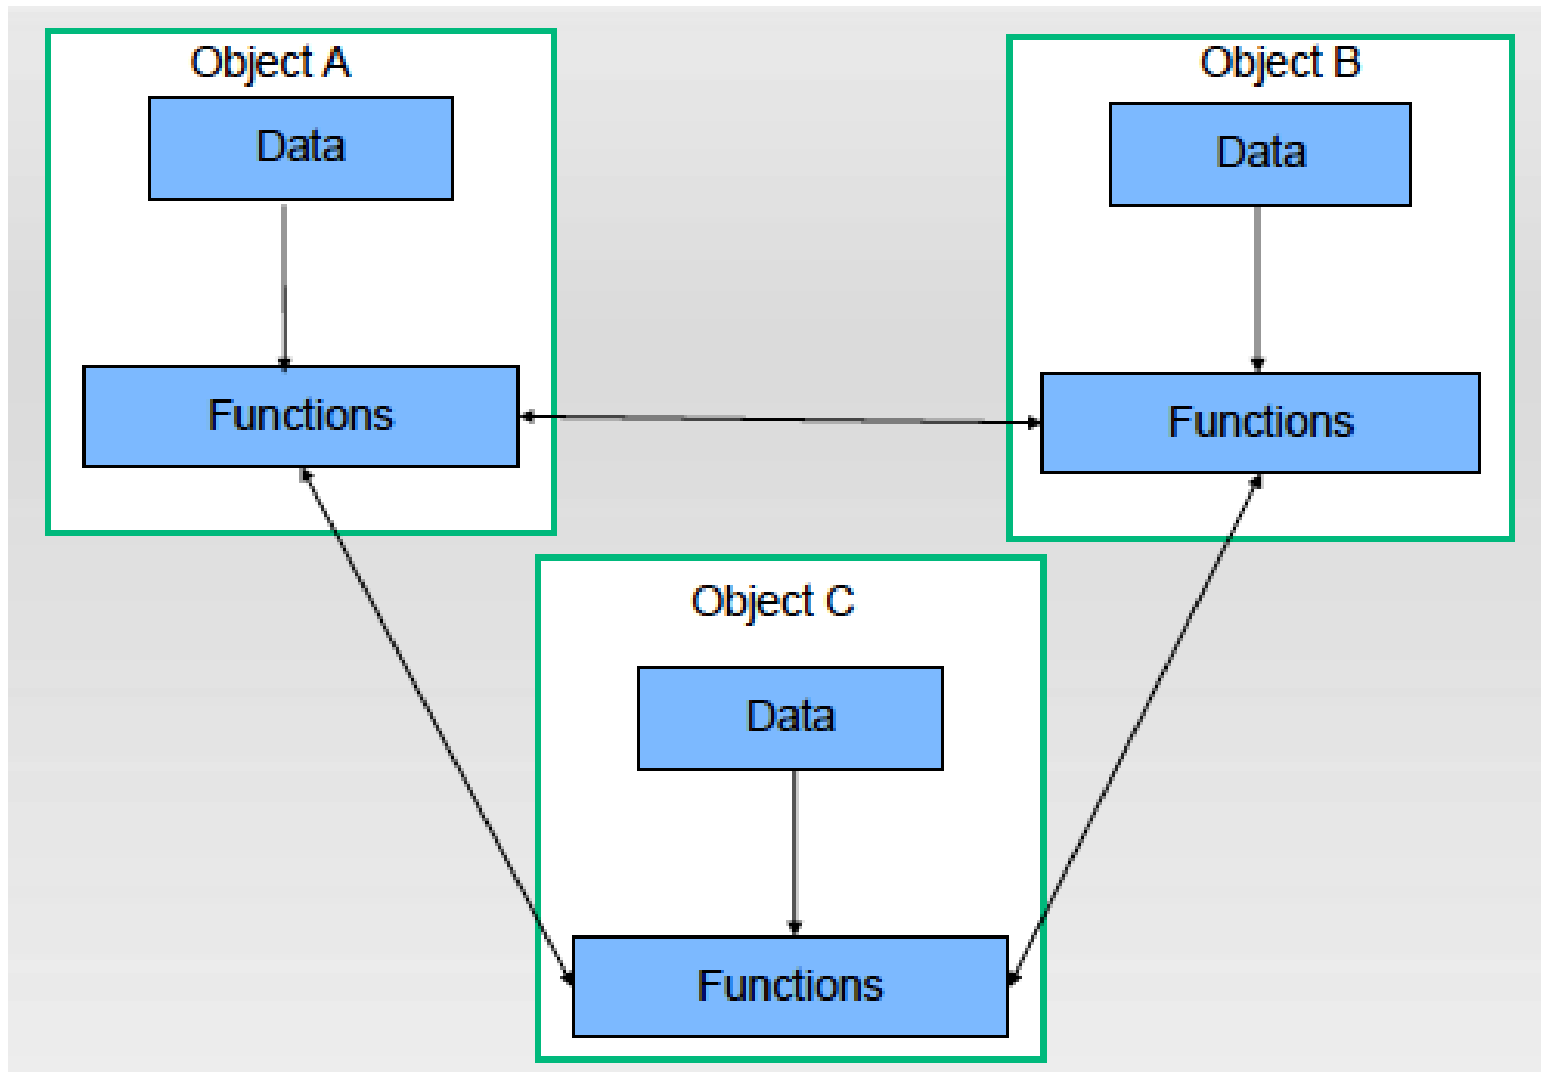 Object A
Data
Functions
Object B
Data
Functions
Object C
Data
Functions